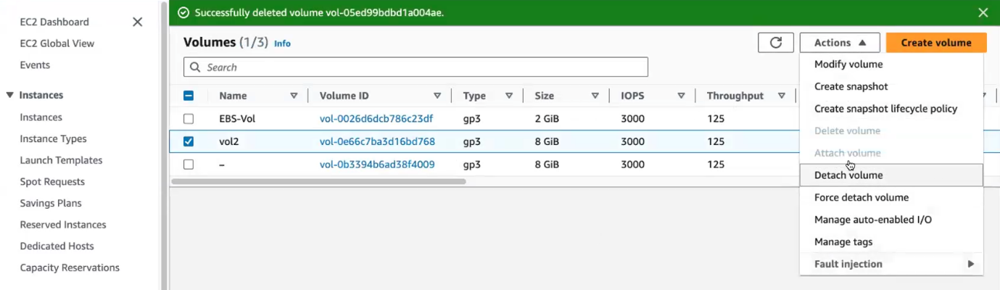 Successfully deleted volume vol-05ed99bdbd1a004ae.
EC2 Dashboard
EC2 Global View
Events
Instances
Instances
Instance Types
Launch Templates
Spot Requests
Savings Plans
Reserved Instances
Dedicated Hosts
Capacity Reservations
Volumes (1/3) Info
Actions
Create volume
Search
Name Volume ID Type Size IOPS Throughput
EBS-Vol vol-0026d6dcb786c23df gp3 2 GiB 3000 125
vol2 vol-0e66c7ba3d16bd768 gp3 8 GiB 3000 125
– vol-0b3394b6ad38f4009 gp3 8 GiB 3000 125
Modify volume
Create snapshot
Create snapshot lifecycle policy
Delete volume
Attach volume
Detach volume
Force detach volume
Manage auto-enabled I/O
Manage tags
Fault injection